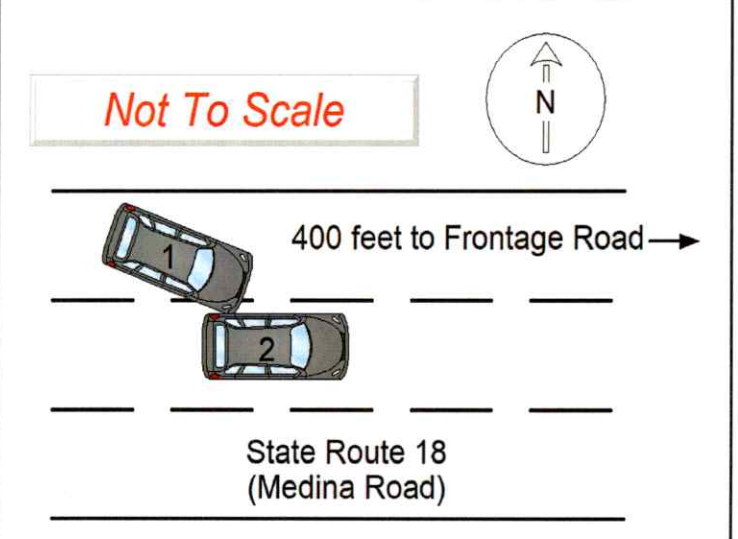 Not To Scale
N
1
400 feet to Frontage Road
2
State Route 18
(Medina Road)